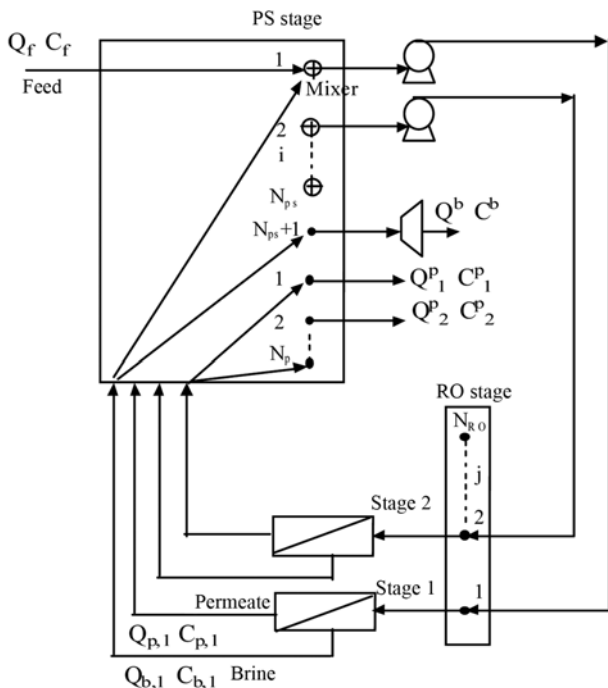 PS stage
Q_f C_f
Feed
1
Mixer
2
i
N_ps
N_ps+1
Q^b C^b
1
Q^p_1 C^p_1
2
Q^p_2 C^p_2
N_p
RO stage
N_RO
j
Stage 2
2
Stage 1
1
Permeate
Q_p,1 C_p,1
Q_b,1 C_b,1 Brine